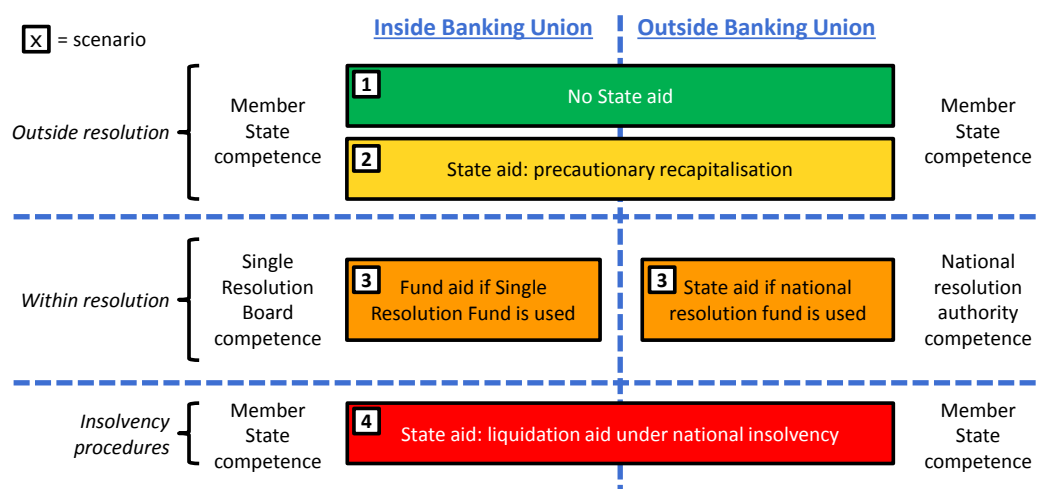 Inside Banking Union
Outside Banking Union
x = scenario
Outside resolution
Member
State
competence
1
No State aid
2
State aid: precautionary recapitalisation
Member
State
competence
Within resolution
Single
Resolution
Board
competence
3
Fund aid if Single
Resolution Fund is used
3
State aid if national
resolution fund is used
National
resolution
authority
competence
Insolvency
procedures
Member
State
competence
4
State aid: liquidation aid under national insolvency
Member
State
competence